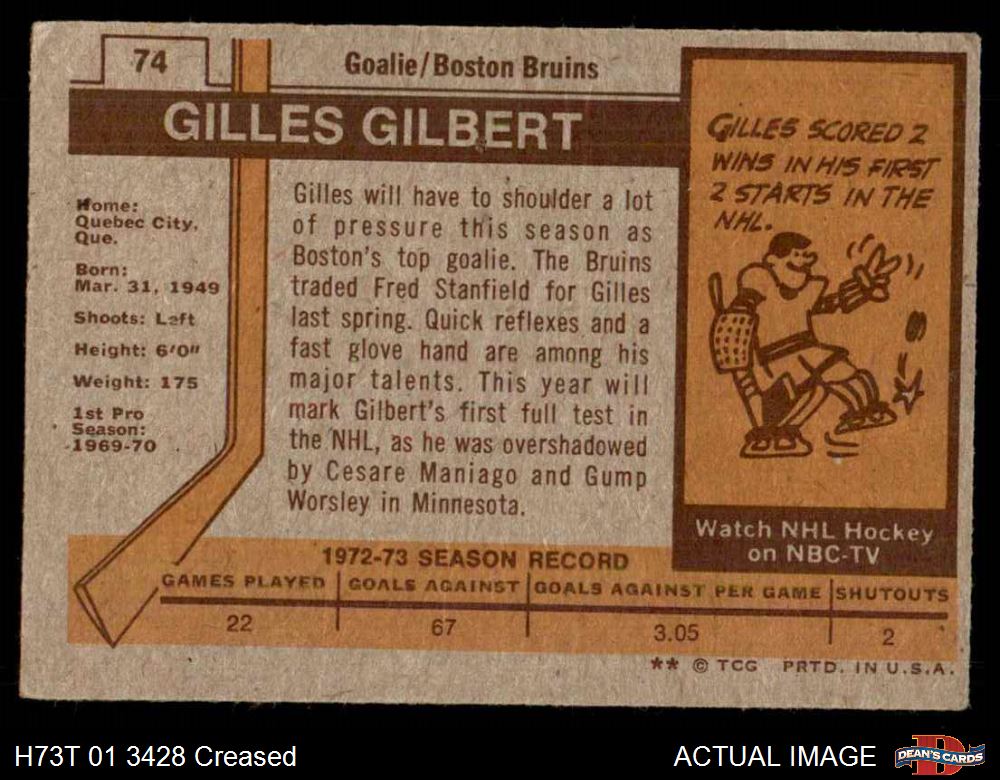 74
Goalie/Boston Bruins
GILLES GILBERT
Home:
Quebec City,
Que.
Born:
Mar. 31, 1949
Shoots: Left
Height: 6'0"
Weight: 175
1st Pro
Season:
1969-70
Gilles will have to shoulder a lot
of pressure this season as
Boston's top goalie. The Bruins
traded Fred Stanfield for Gilles
last spring. Quick reflexes and a
fast glove hand are among his
major talents. This year will
mark Gilbert's first full test in
the NHL, as he was overshadowed
by Cesare Maniago and Gump
Worsley in Minnesota.
GILLES SCORED 2
WINS IN HIS FIRST
2 STARTS IN THE
NHL.
Watch NHL Hockey
on NBC-TV
1972-73 SEASON RECORD
GAMES PLAYED GOALS AGAINST GOALS AGAINST PER GAME SHUTOUTS
22 67 3.05 2
** © TCG PRTD. IN U.S.A.
H73T 01 3428 Creased
ACTUAL IMAGE
DEAN'S CARDS